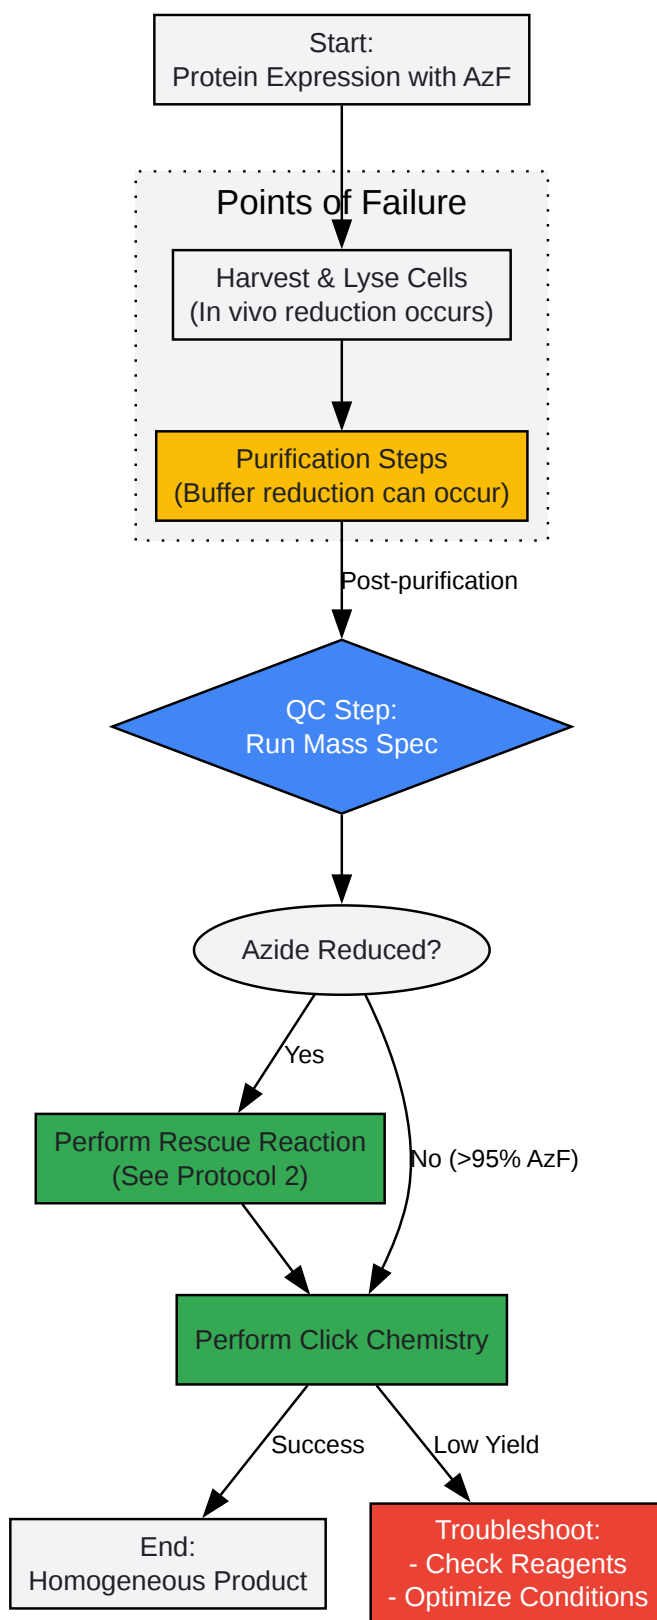 Start:
Protein Expression with AzF
Points of Failure
Harvest & Lyse Cells
(In vivo reduction occurs)
Purification Steps
(Buffer reduction can occur)
Post-purification
QC Step:
Run Mass Spec
Azide Reduced?
Yes
Perform Rescue Reaction
(See Protocol 2)
No (>95% AzF)
Perform Click Chemistry
Success
Low Yield
End:
Homogeneous Product
Troubleshoot:
- Check Reagents
- Optimize Conditions